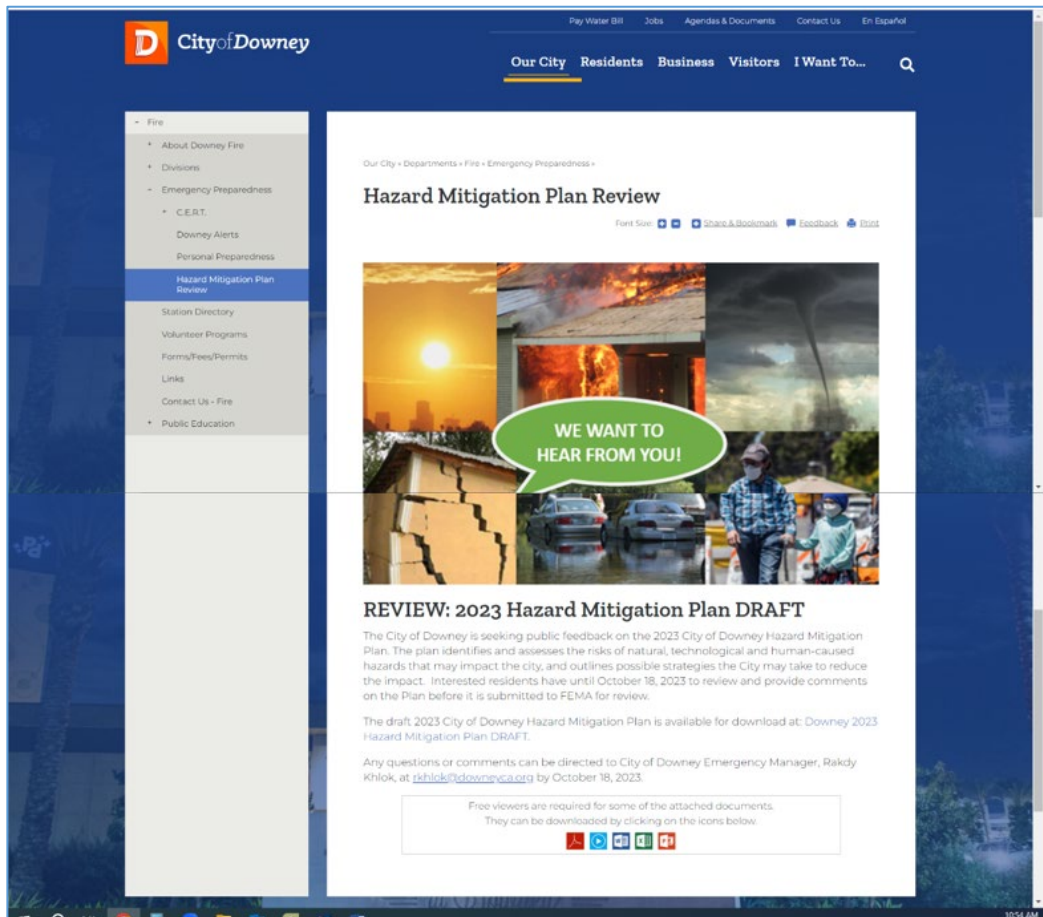 Pay Water Bill Jobs Agendas & Documents Contact Us En Español
D CityofDowney
Our City Residents Business Visitors I Want To...
- Fire
+ About Downey Fire
+ Divisions
- Emergency Preparedness
+ C.E.R.T.
Downey Alerts
Personal Preparedness
Hazard Mitigation Plan
Review
Station Directory
Volunteer Programs
Forms/Fees/Permits
Links
Contact Us - Fire
+ Public Education
Our City » Departments » Fire » Emergency Preparedness »
Hazard Mitigation Plan Review
Font Size: + - + Share & Bookmark Feedback Print
WE WANT TO
HEAR FROM YOU!
REVIEW: 2023 Hazard Mitigation Plan DRAFT
The City of Downey is seeking public feedback on the 2023 City of Downey Hazard Mitigation
Plan. The plan identifies and assesses the risks of natural, technological and human-caused
hazards that may impact the city, and outlines possible strategies the City may take to reduce
the impact. Interested residents have until October 18, 2023 to review and provide comments
on the Plan before it is submitted to FEMA for review.
The draft 2023 City of Downey Hazard Mitigation Plan is available for download at: Downey 2023
Hazard Mitigation Plan DRAFT.
Any questions or comments can be directed to City of Downey Emergency Manager, Rakdy
Khlok, at rkhlok@downeyca.org by October 18, 2023.
Free viewers are required for some of the attached documents.
They can be downloaded by clicking on the icons below.
10:54 AM